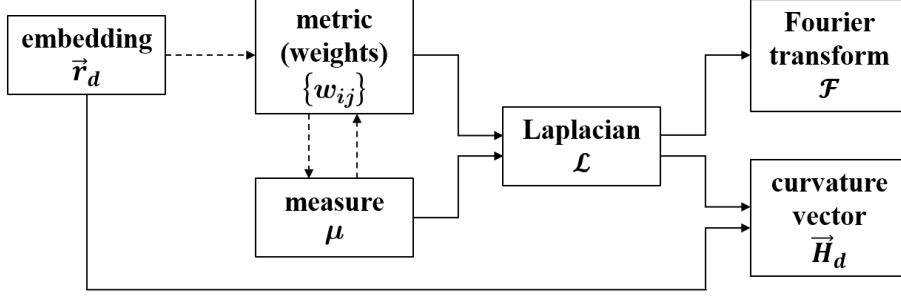 embedding
r⃗_d
metric
(weights)
{w_ij}
measure
μ
Laplacian
ℒ
Fourier
transform
ℱ
curvature
vector
H⃗_d